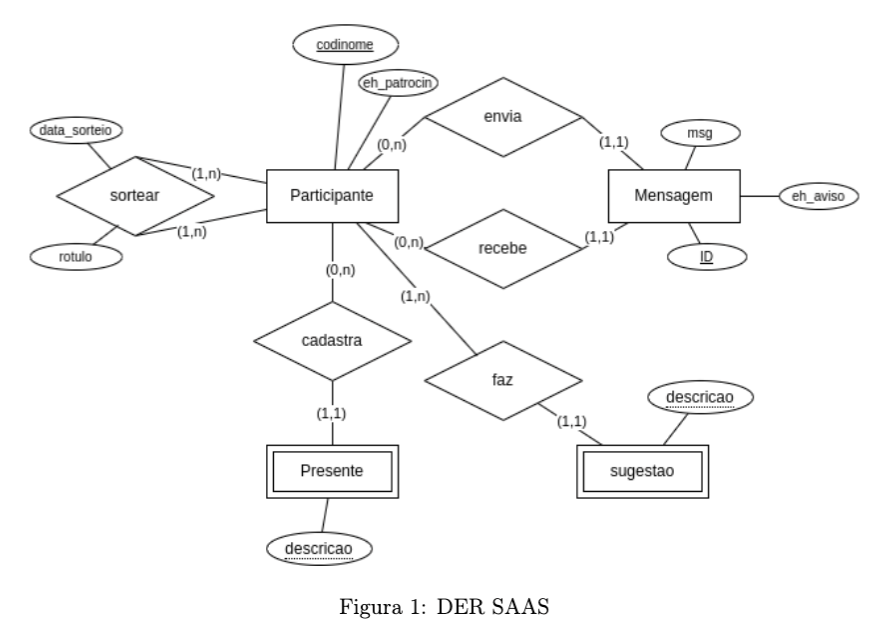 codinome
eh_patrocin
envia
data_sorteio
msg
(0,n)
(1,1)
(1,n)
sortear
Participante
Mensagem
eh_aviso
(1,n)
(0,n)
(1,1)
recebe
rotulo
ID
(0,n)
(1,n)
cadastra
faz
descricao
(1,1)
(1,1)
Presente
sugestao
descricao
Figura 1: DER SAAS